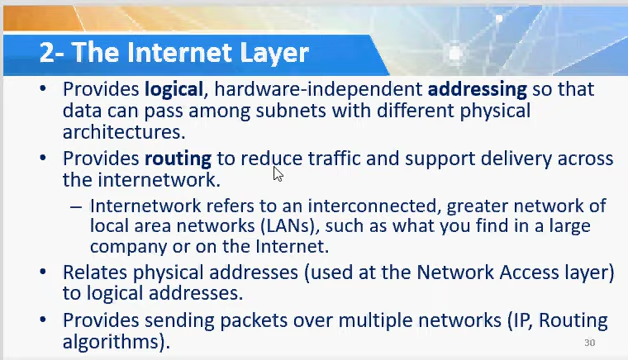 2- The Internet Layer
• Provides logical, hardware-independent addressing so that
data can pass among subnets with different physical
architectures.
• Provides routing to reduce traffic and support delivery across
the internetwork.
– Internetwork refers to an interconnected, greater network of
local area networks (LANs), such as what you find in a large
company or on the Internet.
• Relates physical addresses (used at the Network Access layer)
to logical addresses.
• Provides sending packets over multiple networks (IP, Routing
algorithms).
30